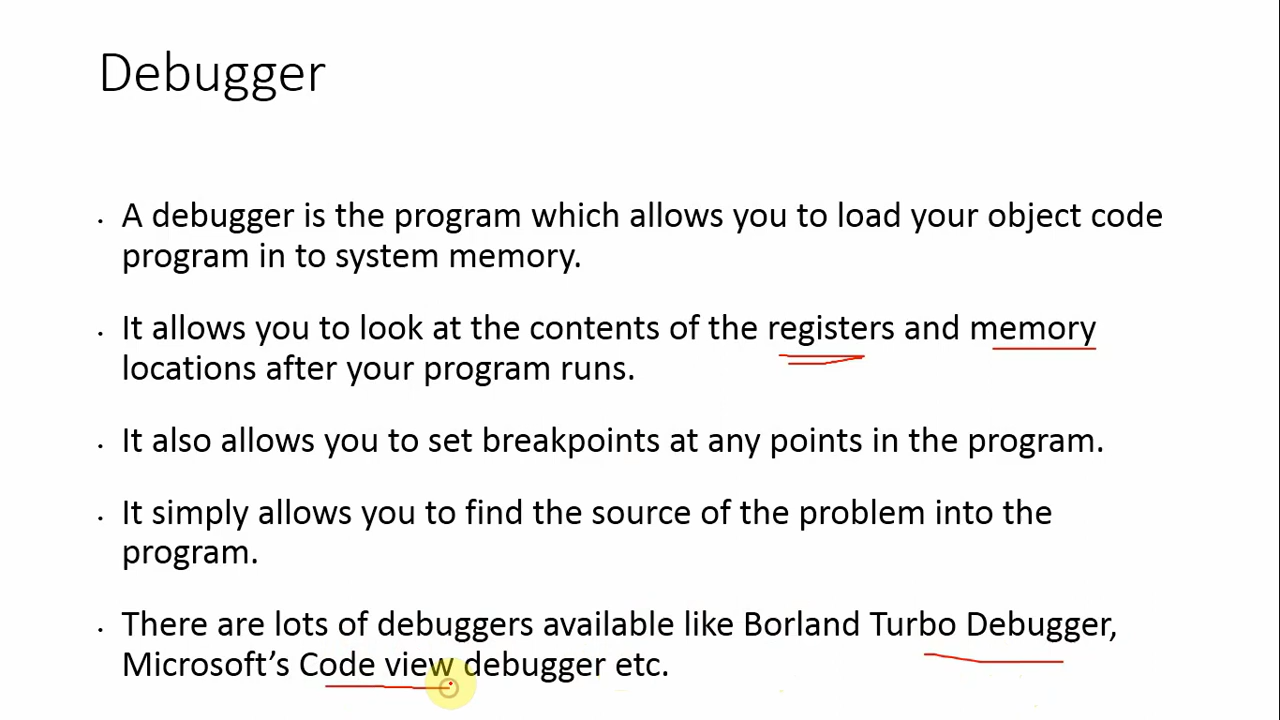 Debugger
• A debugger is the program which allows you to load your object code
program in to system memory.
• It allows you to look at the contents of the registers and memory
locations after your program runs.
• It also allows you to set breakpoints at any points in the program.
• It simply allows you to find the source of the problem into the
program.
• There are lots of debuggers available like Borland Turbo Debugger,
Microsoft’s Code view debugger etc.